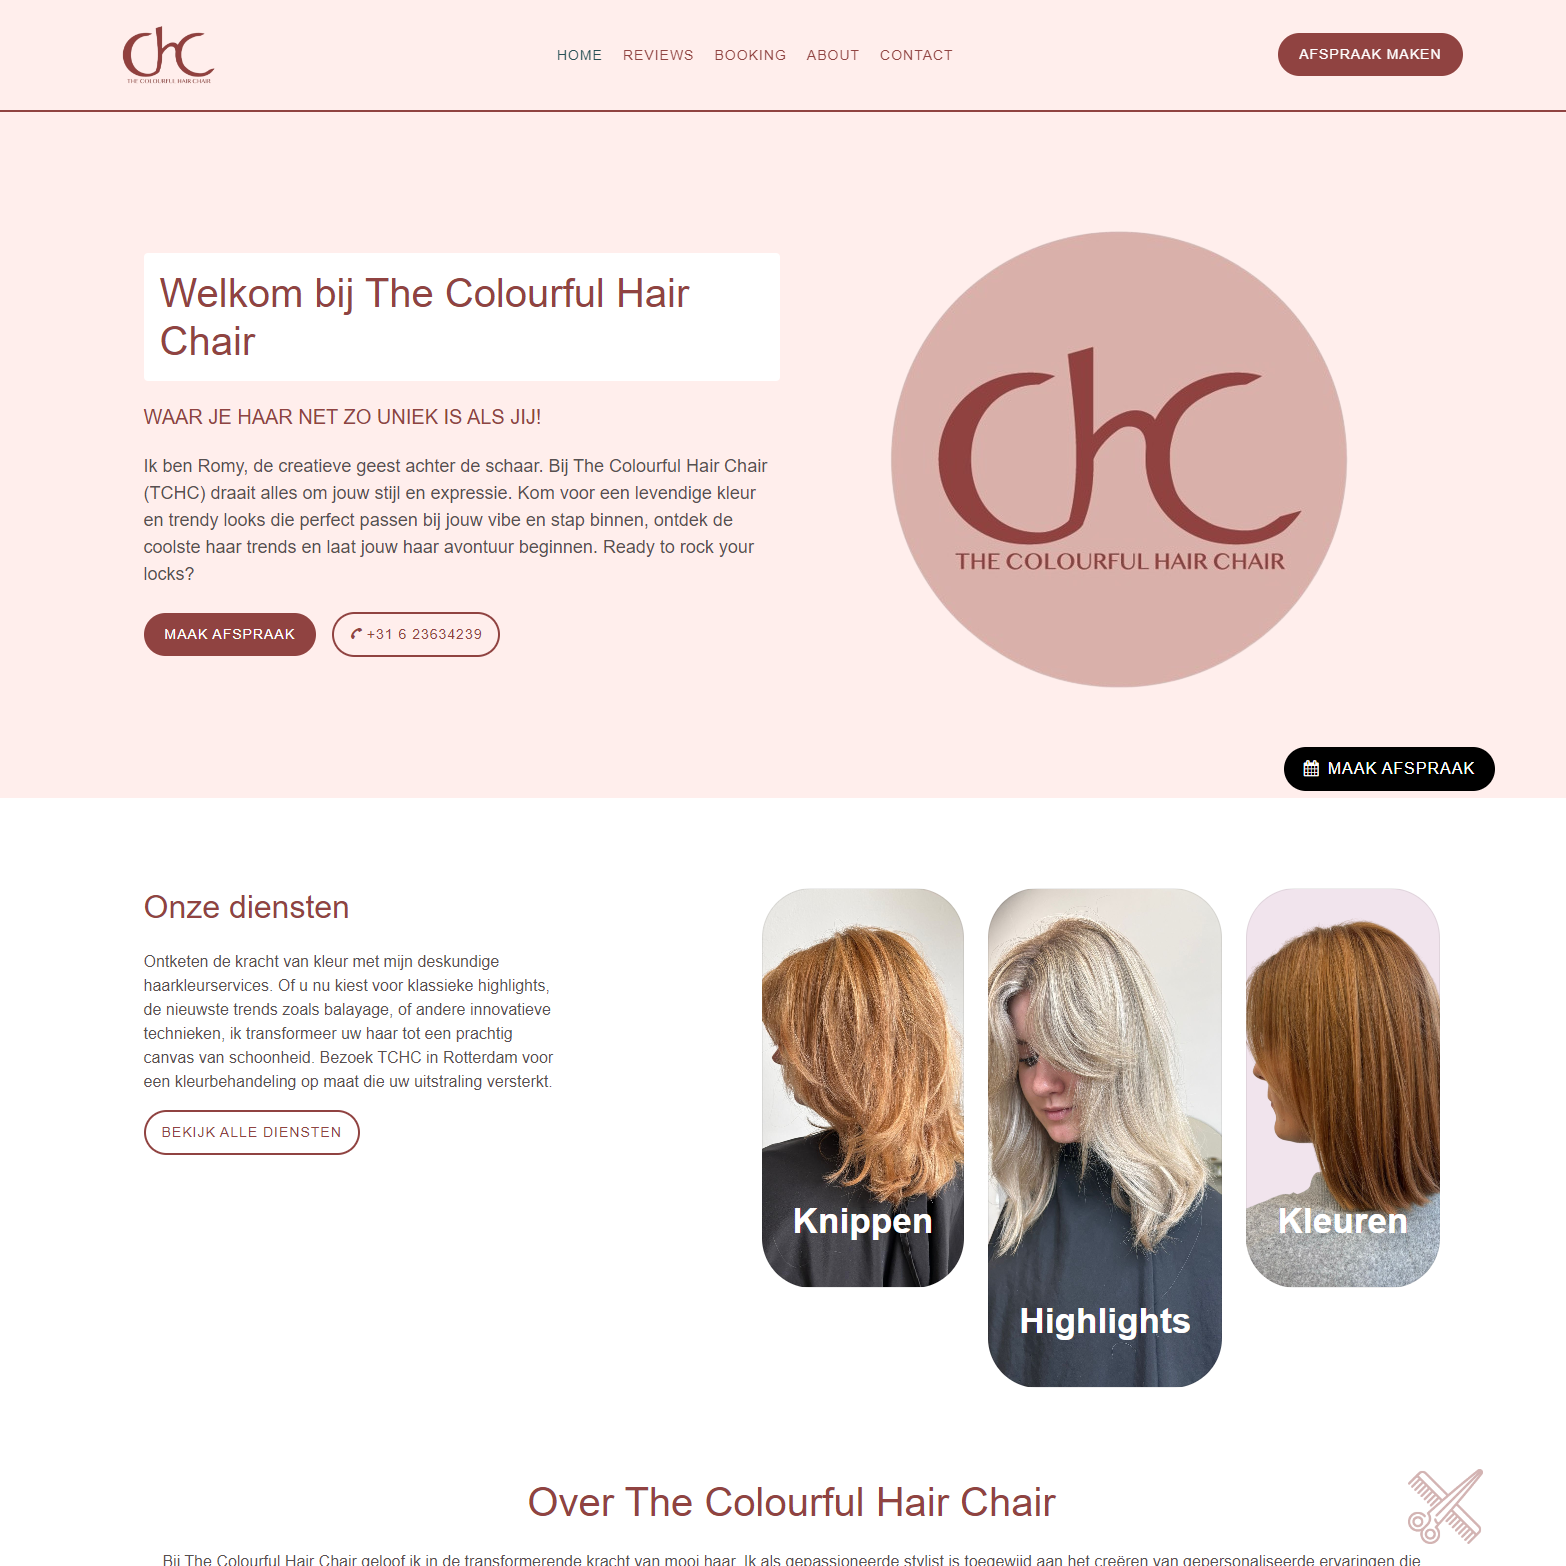 chc
THE COLOURFUL HAIR CHAIR
HOME REVIEWS BOOKING ABOUT CONTACT
AFSPRAAK MAKEN
Welkom bij The Colourful Hair
Chair
WAAR JE HAAR NET ZO UNIEK IS ALS JIJ!
Ik ben Romy, de creatieve geest achter de schaar. Bij The Colourful Hair Chair
(TCHC) draait alles om jouw stijl en expressie. Kom voor een levendige kleur
en trendy looks die perfect passen bij jouw vibe en stap binnen, ontdek de
coolste haar trends en laat jouw haar avontuur beginnen. Ready to rock your
locks?
MAAK AFSPRAAK
+31 6 23634239
chc
THE COLOURFUL HAIR CHAIR
MAAK AFSPRAAK
Onze diensten
Ontketen de kracht van kleur met mijn deskundige
haarkleurservices. Of u nu kiest voor klassieke highlights,
de nieuwste trends zoals balayage, of andere innovatieve
technieken, ik transformeer uw haar tot een prachtig
canvas van schoonheid. Bezoek TCHC in Rotterdam voor
een kleurbehandeling op maat die uw uitstraling versterkt.
BEKIJK ALLE DIENSTEN
Knippen
Highlights
Kleuren
Over The Colourful Hair Chair
Bij The Colourful Hair Chair geloof ik in de transformerende kracht van mooi haar. Ik als gepassioneerde stylist is toegewijd aan het creëren van gepersonaliseerde ervaringen die